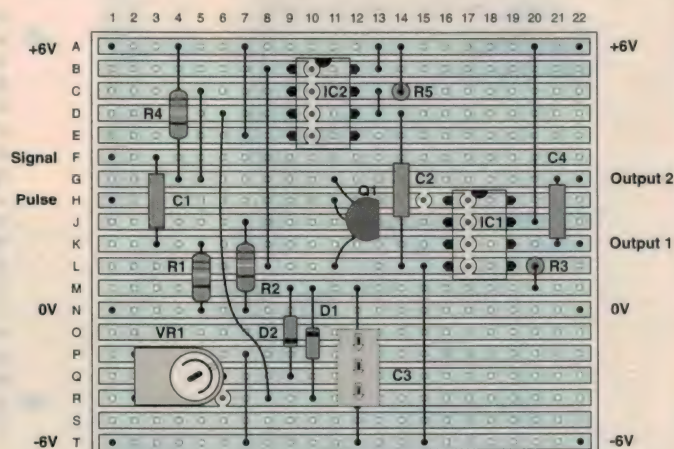 1 2 3 4 5 6 7 8 9 10 11 12 13 14 15 16 17 18 19 20 21 22
+6V A +6V
B
C IC2 R5
R4 D
E
Signal F C4
G Q1 C2 Output 2
Pulse H C1
J IC1
K Output 1
R1 L R3
M R2
0V N D1 0V
VR1 O D2
P
Q C3
R
S
-6V T -6V